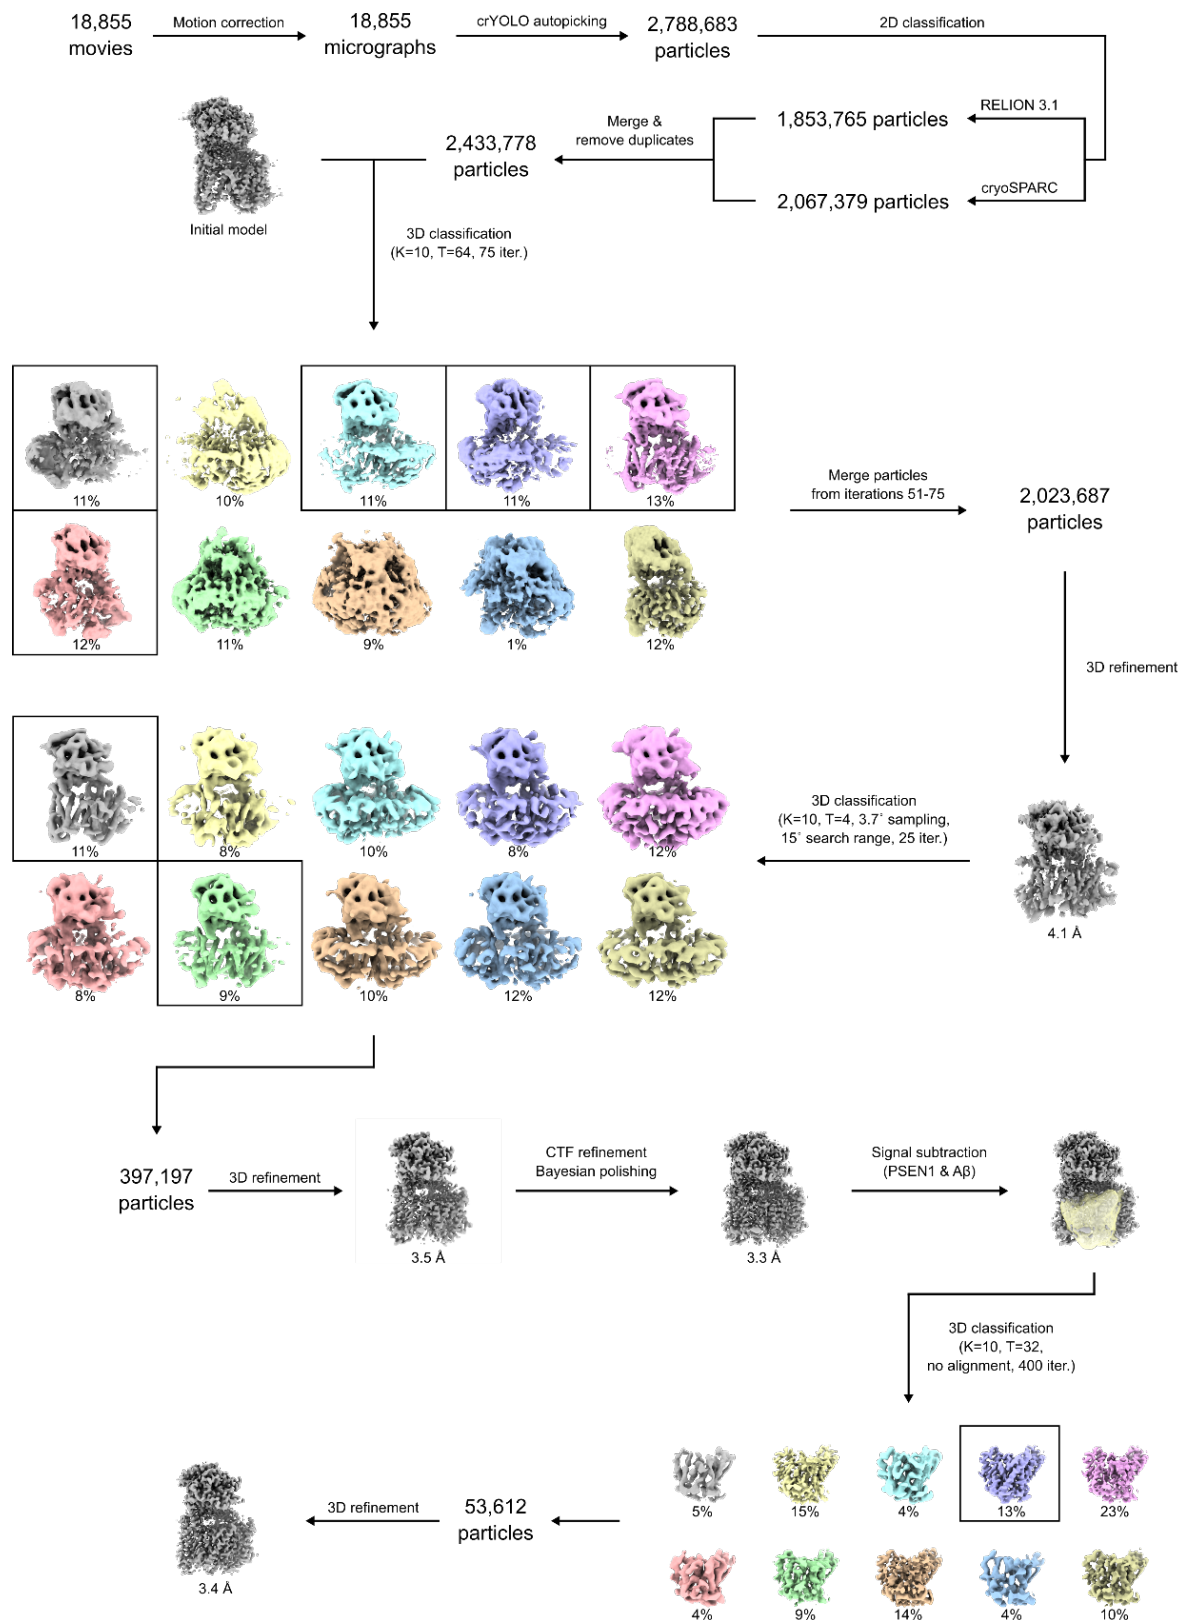 18,855
movies
Motion correction
18,855
micrographs
crYOLO autopicking
2,788,683
particles
2D classification
RELION 3.1
1,853,765 particles
cryoSPARC
2,067,379 particles
Merge &
remove duplicates
2,433,778
particles
Initial model
3D classification
(K=10, T=64, 75 iter.)
11%
10%
11%
11%
13%
12%
11%
9%
1%
12%
Merge particles
from iterations 51-75
2,023,687
particles
3D refinement
4.1 Å
3D classification
(K=10, T=4, 3.7˚ sampling,
15˚ search range, 25 iter.)
11%
8%
10%
8%
12%
8%
9%
10%
12%
12%
397,197
particles
3D refinement
3.5 Å
CTF refinement
Bayesian polishing
3.3 Å
Signal subtraction
(PSEN1 & Aβ)
3D classification
(K=10, T=32,
no alignment, 400 iter.)
5%
15%
4%
13%
23%
4%
9%
14%
4%
10%
53,612
particles
3D refinement
3.4 Å